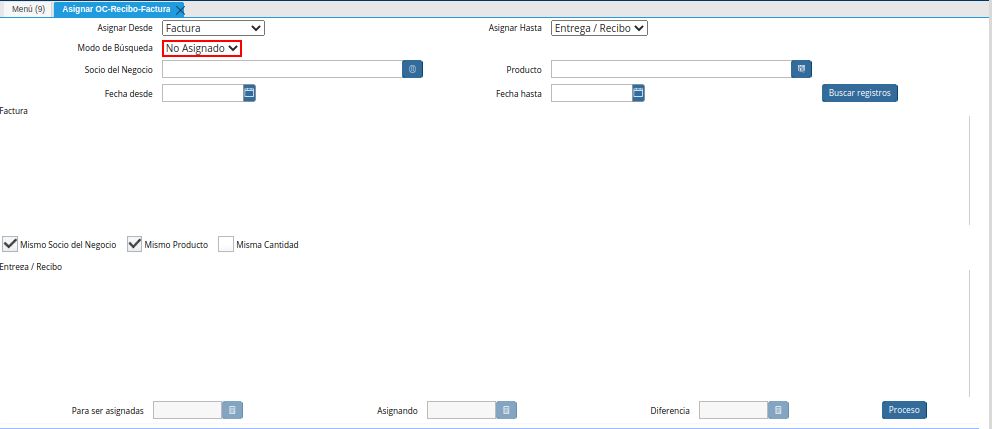 Menú (9) Asignar OC-Recibo-Factura
Asignar Desde Factura Asignar Hasta Entrega / Recibo
Modo de Búsqueda No Asignado
Socio del Negocio Producto
Fecha desde Fecha hasta Buscar registros
Factura
Mismo Socio del Negocio Mismo Producto Misma Cantidad
Entrega / Recibo
Para ser asignadas Asignando Diferencia Proceso